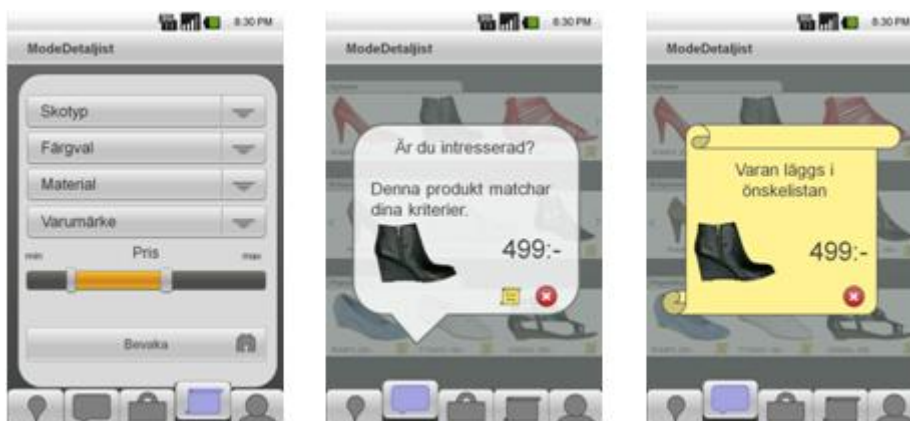 8:30 PM
ModeDetaljist
Skotyp
Färgval
Material
Varumärke
min Pris max
Bevaka
8:30 PM
ModeDetaljist
Är du intresserad?
Denna produkt matchar
dina kriterier.
499:-
8:30 PM
ModeDetaljist
Varan läggs i
önskelistan
499:-